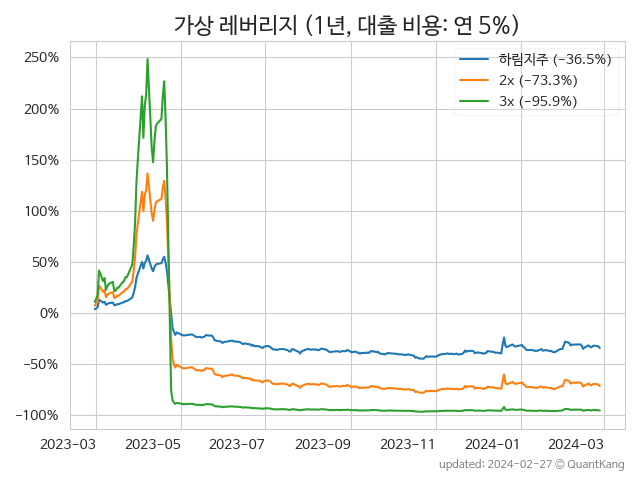 가상 레버리지 (1년, 대출 비용: 연 5%)
250%
200%
150%
100%
50%
0%
−50%
−100%
하림지주 (-36.5%)
2x (-73.3%)
3x (-95.9%)
2023-03 2023-05 2023-07 2023-09 2023-11 2024-01 2024-03
updated: 2024-02-27 © QuantKang